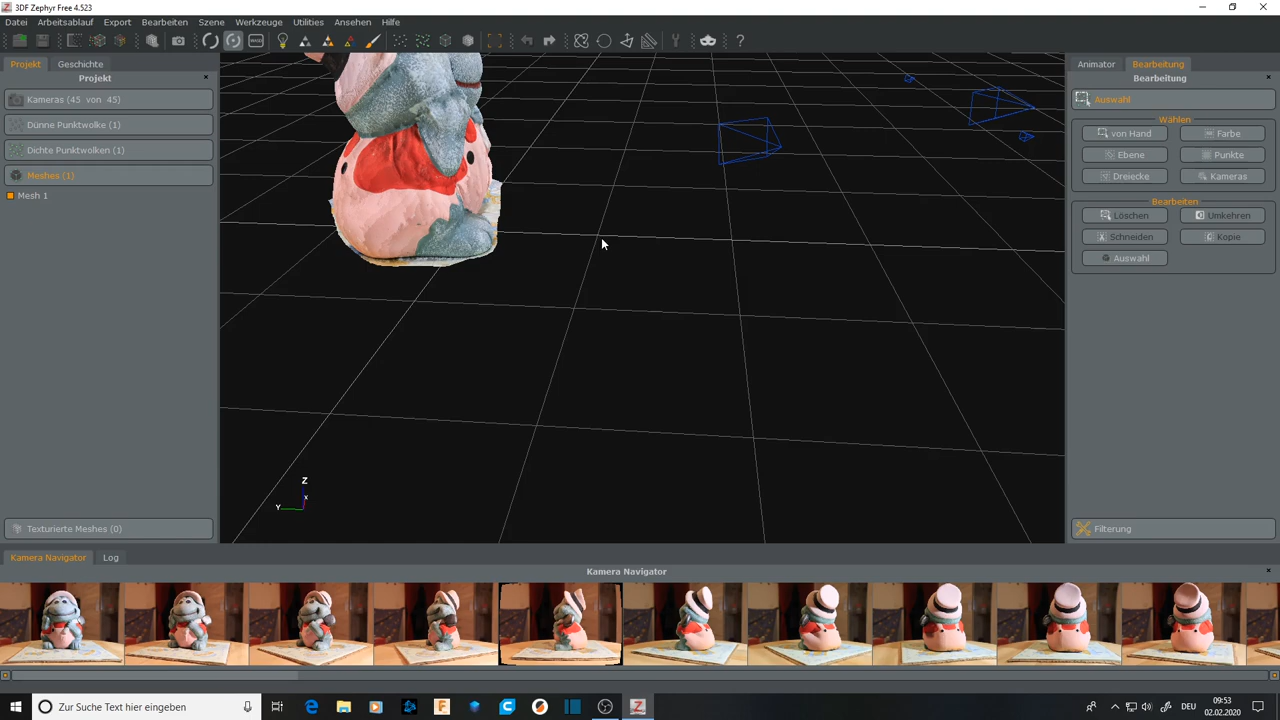 3DF Zephyr Free 4.523
Datei Arbeitsablauf Export Bearbeiten Szene Werkzeuge Utilities Ansehen Hilfe
MASK
Projekt Geschichte
Projekt
Kameras (45 von 45)
Dünne Punktwolke (1)
Dichte Punktwolken (1)
Meshes (1)
Mesh 1
Texturierte Meshes (0)
Z
X
Y
Animator Bearbeitung
Bearbeitung
Auswahl
Wählen
von Hand Farbe
Ebene Punkte
Dreiecke Kameras
Bearbeiten
Löschen Umkehren
Schneiden Kopie
Auswahl
Filterung
Kamera Navigator Log
Kamera Navigator
Zur Suche Text hier eingeben
DEU
09:53
02.02.2020